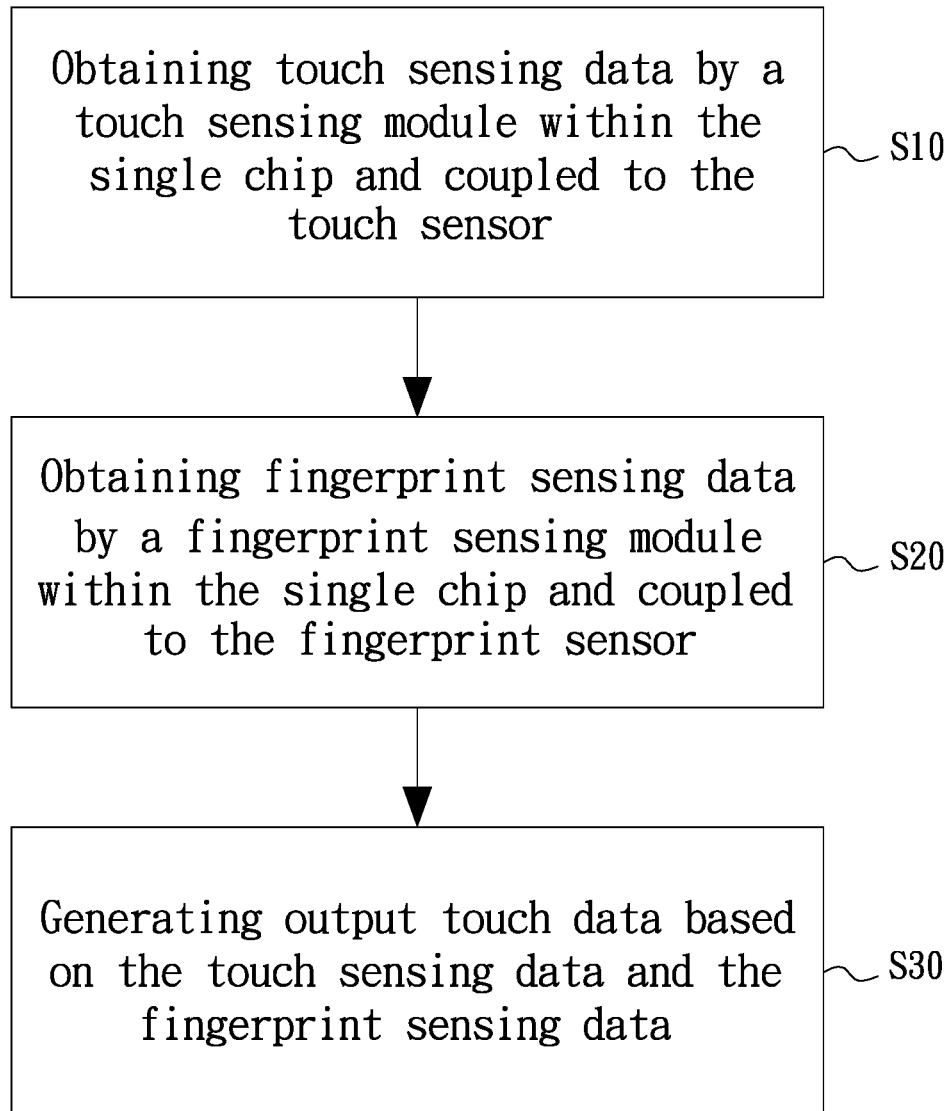 Obtaining touch sensing data by a
touch sensing module within the
single chip and coupled to the
touch sensor
S10
Obtaining fingerprint sensing data
by a fingerprint sensing module
within the single chip and coupled
to the fingerprint sensor
S20
Generating output touch data based
on the touch sensing data and the
fingerprint sensing data
S30